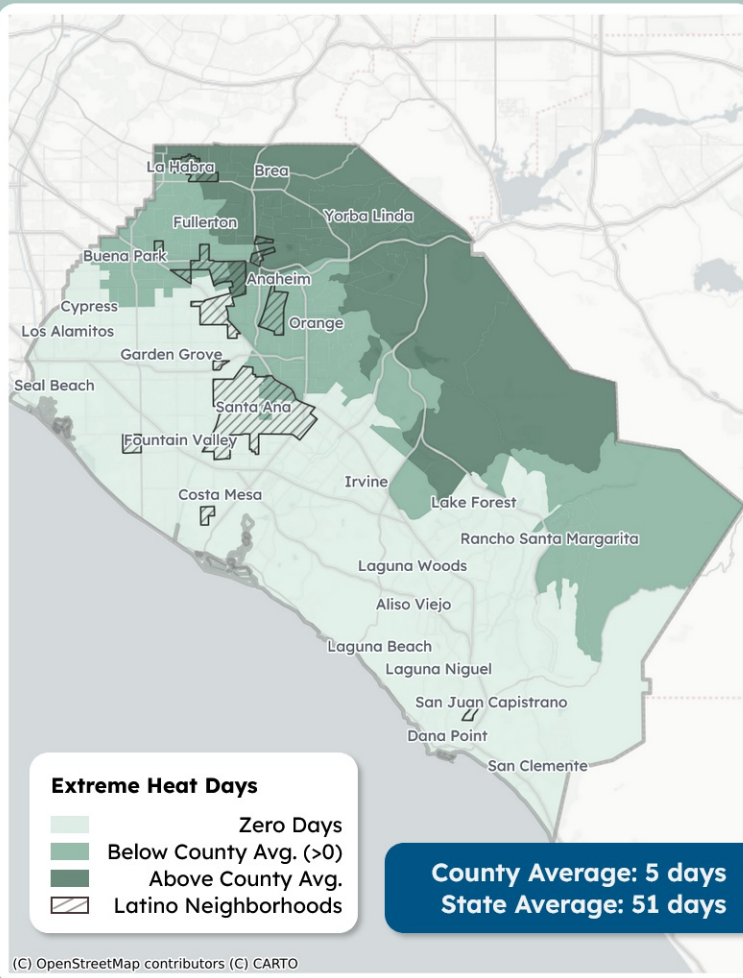 La Habra
Brea
Yorba Linda
Fullerton
Buena Park
Anaheim
Cypress
Orange
Los Alamitos
Garden Grove
Seal Beach
Santa Ana
Fountain Valley
Irvine
Costa Mesa
Lake Forest
Rancho Santa Margarita
Laguna Woods
Aliso Viejo
Laguna Beach
Laguna Niguel
San Juan Capistrano
Dana Point
San Clemente
Extreme Heat Days
Zero Days
Below County Avg. (>0)
Above County Avg.
Latino Neighborhoods
County Average: 5 days
State Average: 51 days
(C) OpenStreetMap contributors (C) CARTO